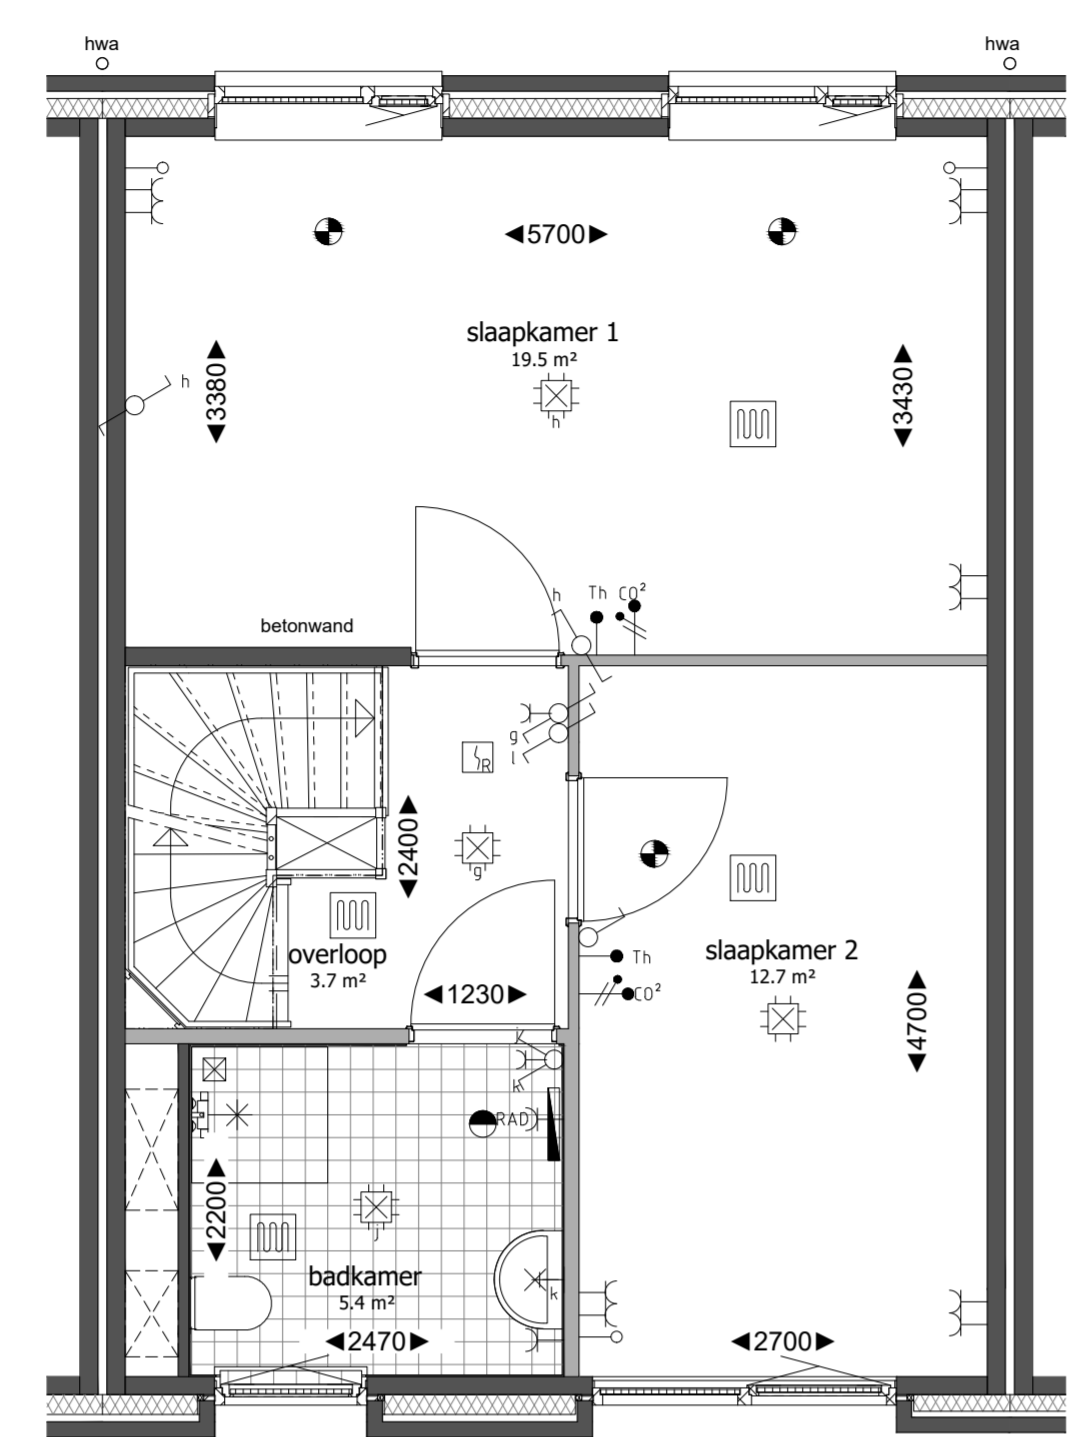 hwa
hwa
5700
slaapkamer 1
19.5 m²
3380
3430
h
h
h
Th
CO²
betonwand
g
l
R
2400
g
overloop
3.7 m²
slaapkamer 2
12.7 m²
Th
CO²
1230
4700
k
k
RAD
2200
j
badkamer
5.4 m²
k
2470
2700